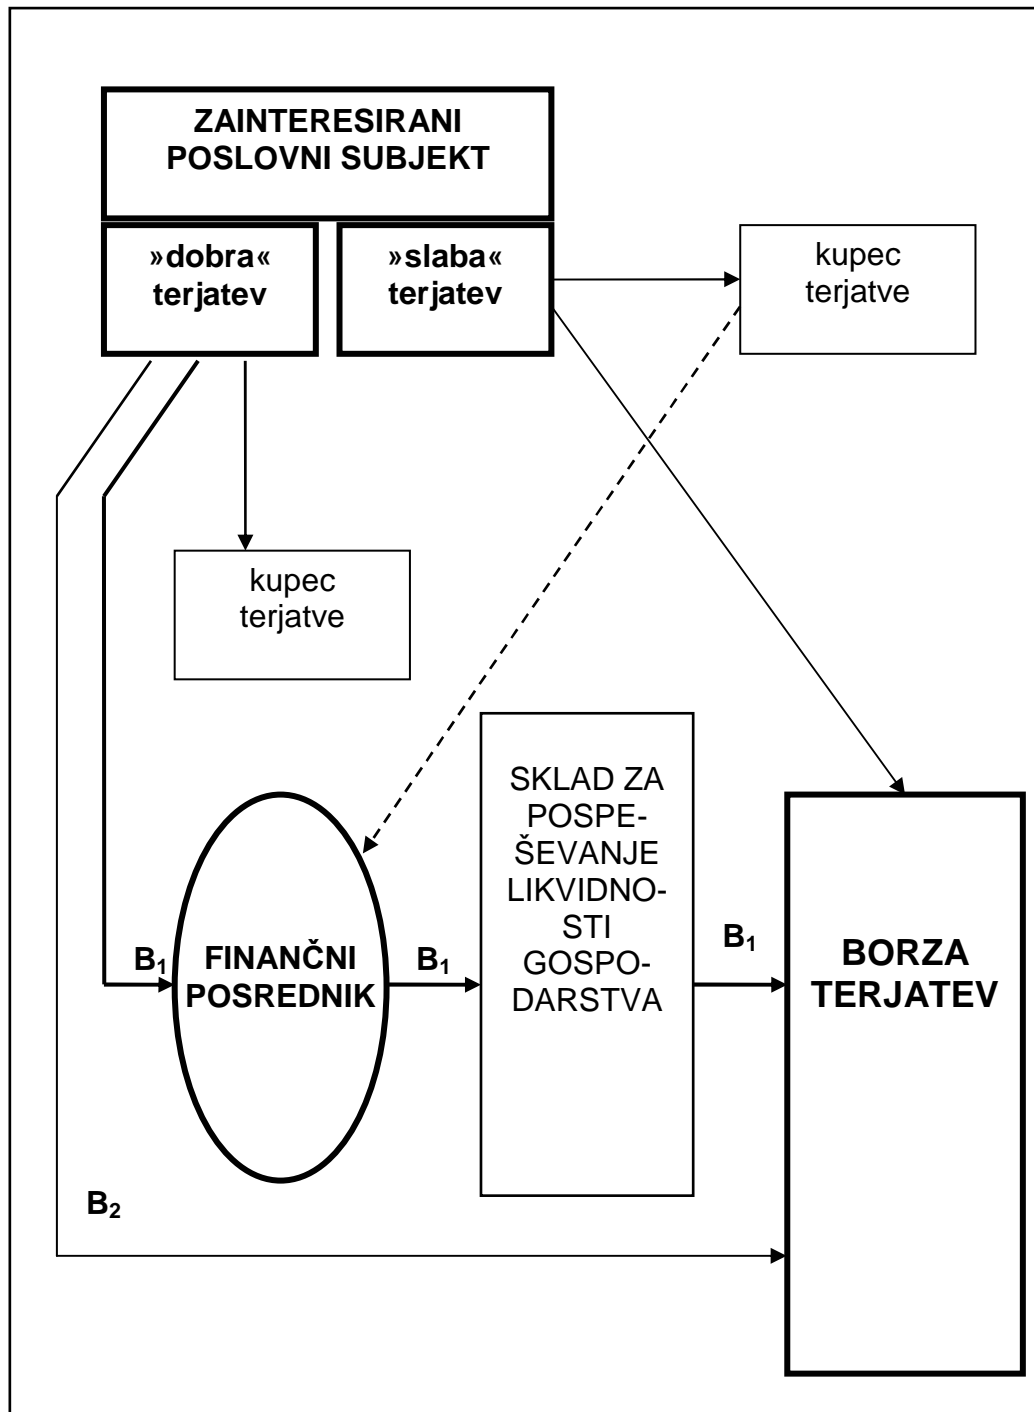 ZAINTERESIRANI
POSLOVNI SUBJEKT
»dobra«
terjatev
»slaba«
terjatev
kupec
terjatve
kupec
terjatve
SKLAD ZA
POSPE-
ŠEVANJE
LIKVIDNO-
STI
GOSPO-
DARSTVA
B₁
FINANČNI
POSREDNIK
B₁
B₁
BORZA
TERJATEV
B₂